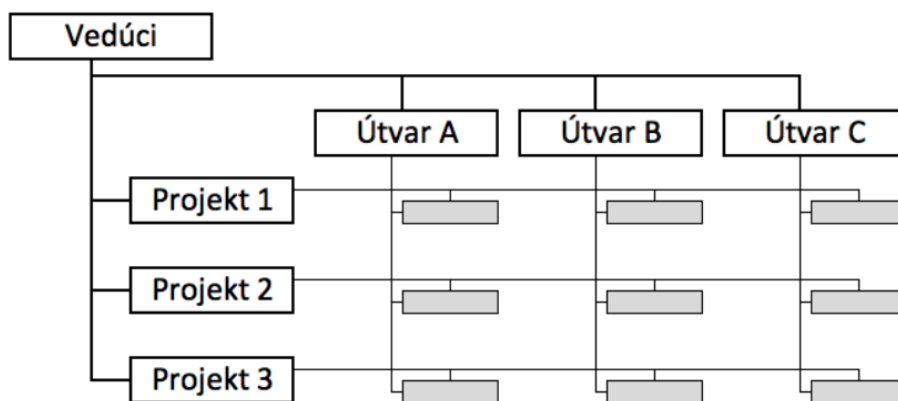 Vedúci
Útvar A
Útvar B
Útvar C
Projekt 1
Projekt 2
Projekt 3